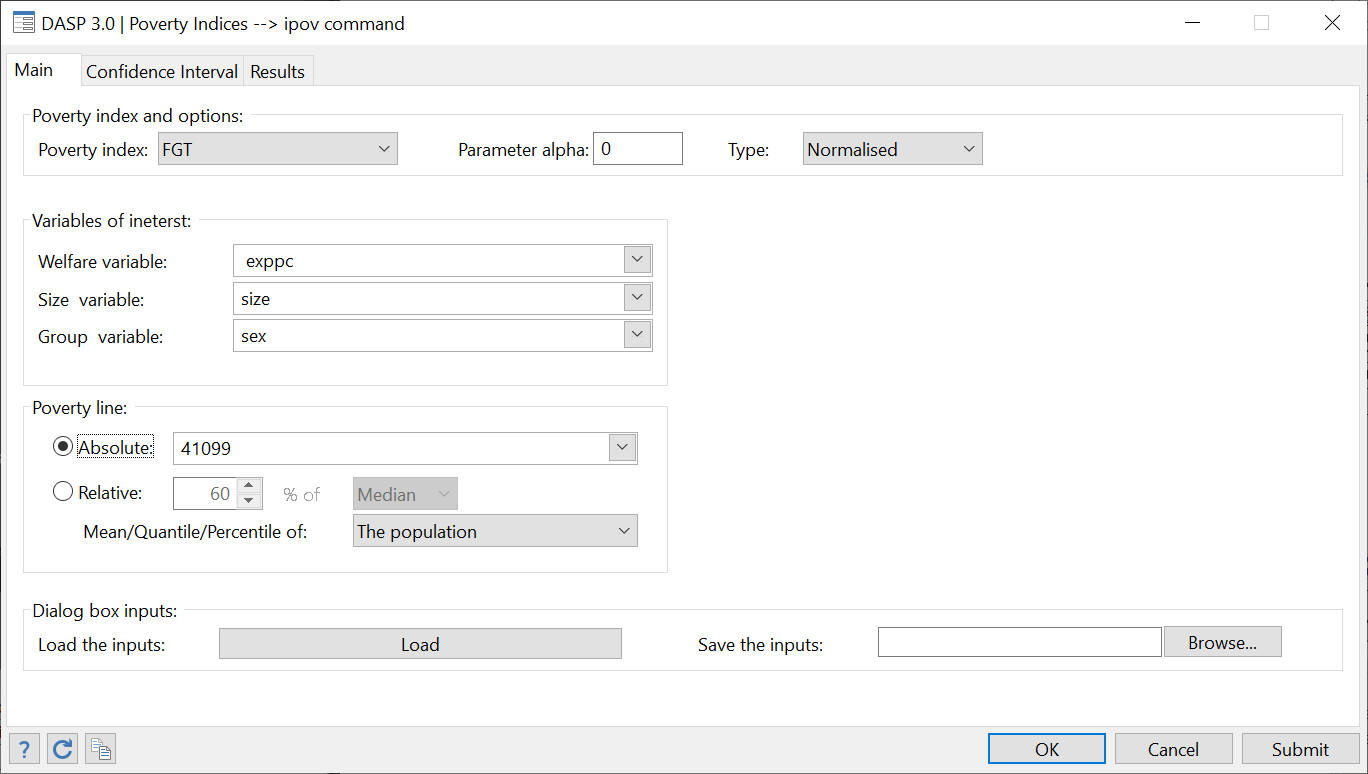 DASP 3.0 | Poverty Indices --> ipov command
Main Confidence Interval Results
Poverty index and options:
Poverty index: FGT Parameter alpha: 0 Type: Normalised
Variables of ineterst:
Welfare variable: exppc
Size variable: size
Group variable: sex
Poverty line:
Absolute: 41099
Relative: 60 % of Median
Mean/Quantile/Percentile of: The population
Dialog box inputs:
Load the inputs: Load Save the inputs: Browse...
? OK Cancel Submit